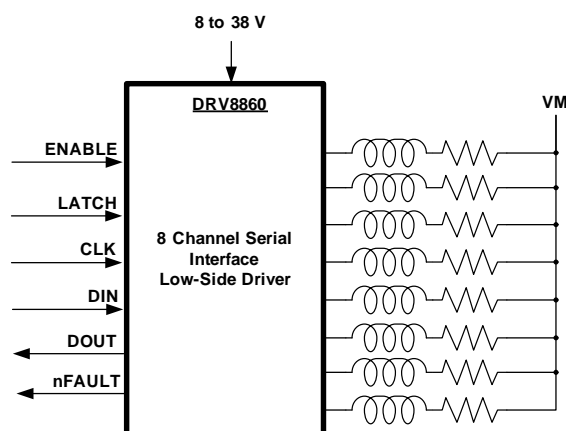 8 to 38 V
DRV8860
VM
ENABLE
LATCH
CLK
DIN
DOUT
nFAULT
8 Channel Serial
Interface
Low-Side Driver